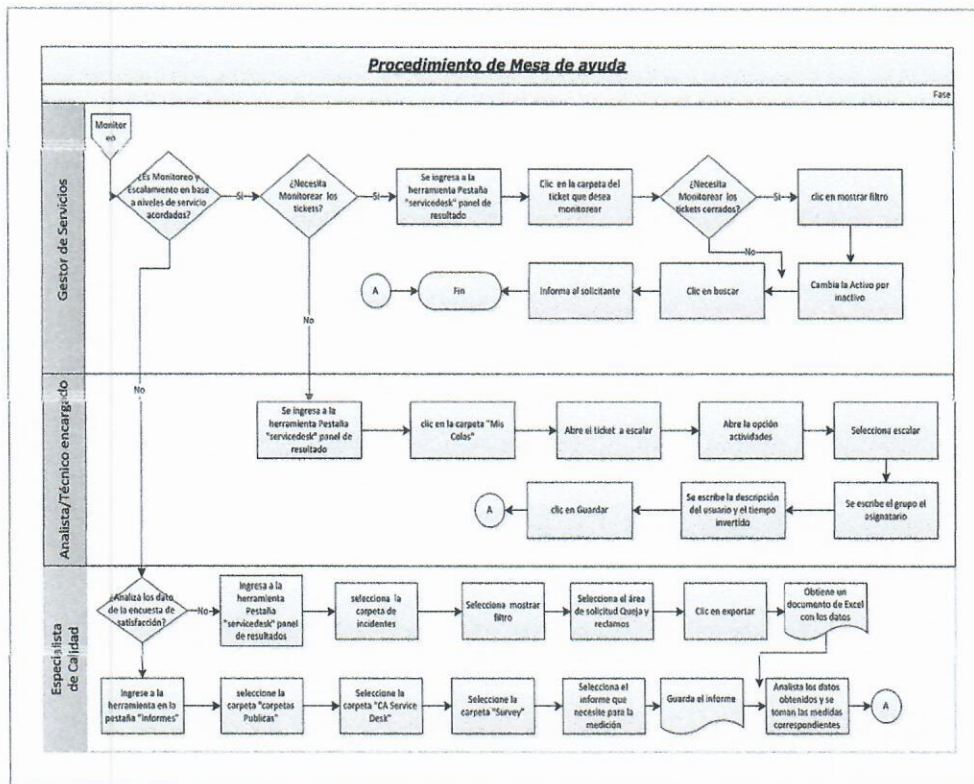 Procedimiento de Mesa de ayuda
Fase
Gestor de Servicios
Monitor
eo
¿Es Monitoreo y
Escalamiento en base
a niveles de servicio
acordados?
Si
¿Necesita
Monitorear los
tickets?
Si
Se ingresa a la
herramienta Pestaña
"servicedesk" panel de
resultado
Clic en la carpeta del
ticket que desea
monitorear
¿Necesita
Monitorear los
tickets cerrados?
Si
clic en mostrar filtro
No
A
Fin
Informa al solicitante
Clic en buscar
Cambia la Activo por
inactivo
No
No
Analista/Técnico encargado
Se ingresa a la
herramienta Pestaña
"servicedesk" panel de
resultado
clic en la carpeta "Mis
Colas"
Abre el ticket a escalar
Abre la opción
actividades
Selecciona escalar
A
clic en Guardar
Se escribe la descripción
del usuario y el tiempo
invertido
Se escribe el grupo el
asignatario
Especialista
de Calidad
¿Analiza los dato
de la encuesta de
satisfacción?
No
Ingresa a la
herramienta
Pestaña
"servicedesk" panel
de resultados
selecciona la
carpeta de
incidentes
Selecciona mostrar
filtro
Selecciona el área
de solicitud Queja y
reclamos
Clic en exportar
Obtiene un
documento de Excel
con los datos
Ingrese a la
herramienta en la
pestaña "Informes"
seleccione la
carpeta "carpetas
Publicas"
Seleccione la
carpeta "CA Service
Desk"
Seleccione la
carpeta "Survey"
Selecciona el
informe que
necesite para la
medición
Guarda el informe
Analista los datos
obtenidos y se
toman las medidas
correspondientes
A